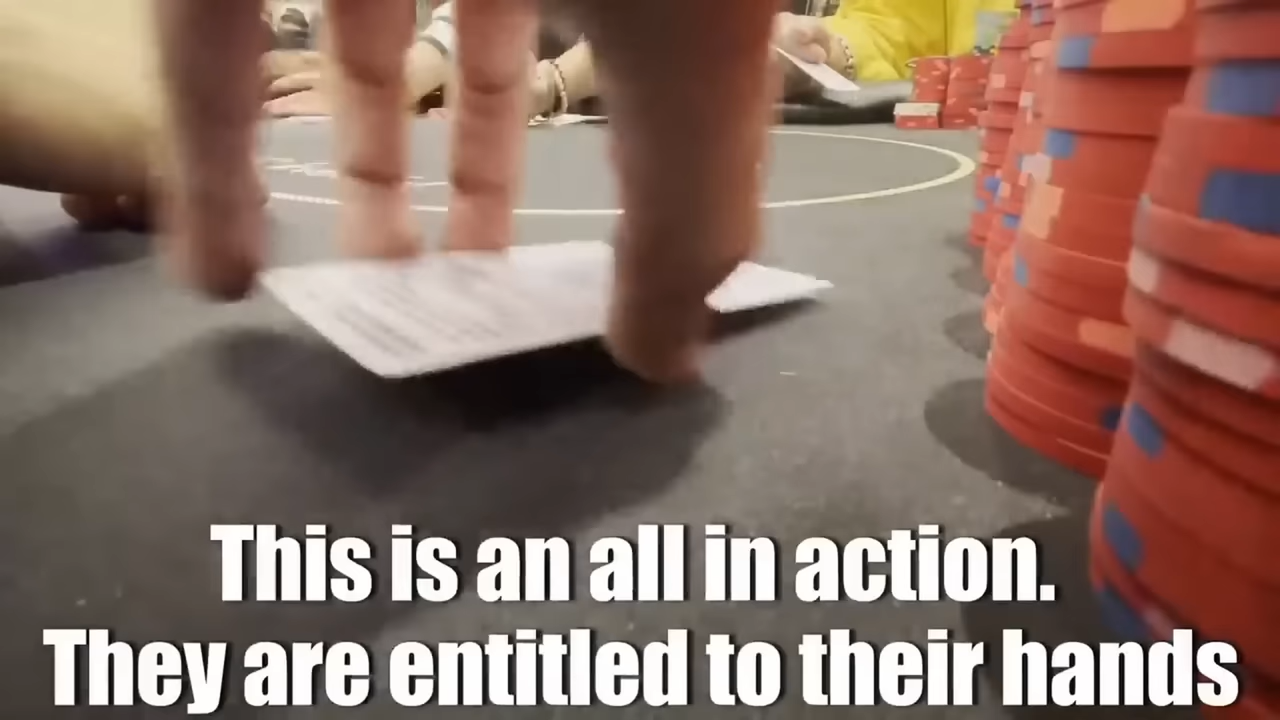 This is an all in action.
They are entitled to their hands